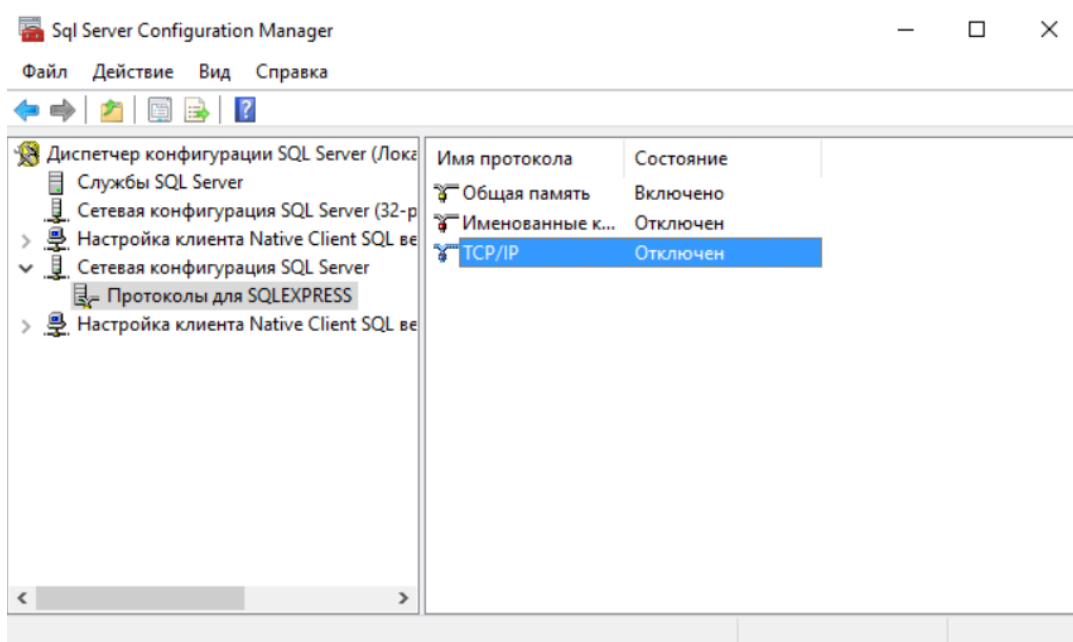 Sql Server Configuration Manager
Файл Действие Вид Справка
Диспетчер конфигурации SQL Server (Лока
Службы SQL Server
Сетевая конфигурация SQL Server (32-р
Настройка клиента Native Client SQL ве
Сетевая конфигурация SQL Server
Протоколы для SQLEXPRESS
Настройка клиента Native Client SQL ве
Имя протокола Состояние
Общая память Включено
Именованные к... Отключен
TCP/IP Отключен